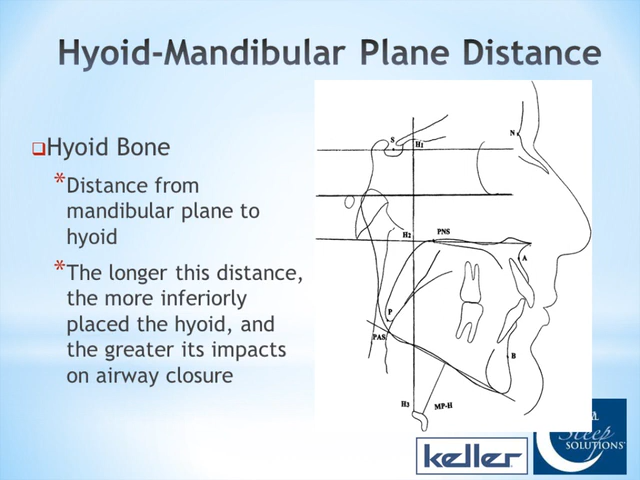 Hyoid-Mandibular Plane Distance
Hyoid Bone
Distance from
mandibular plane to
hyoid
The longer this distance,
the more inferiorly
placed the hyoid, and
the greater its impacts
on airway closure
S
H1
N
H2
PNS
A
P
PAS
B
H3
MP-H
keller
Sleep
SOLUTIONS